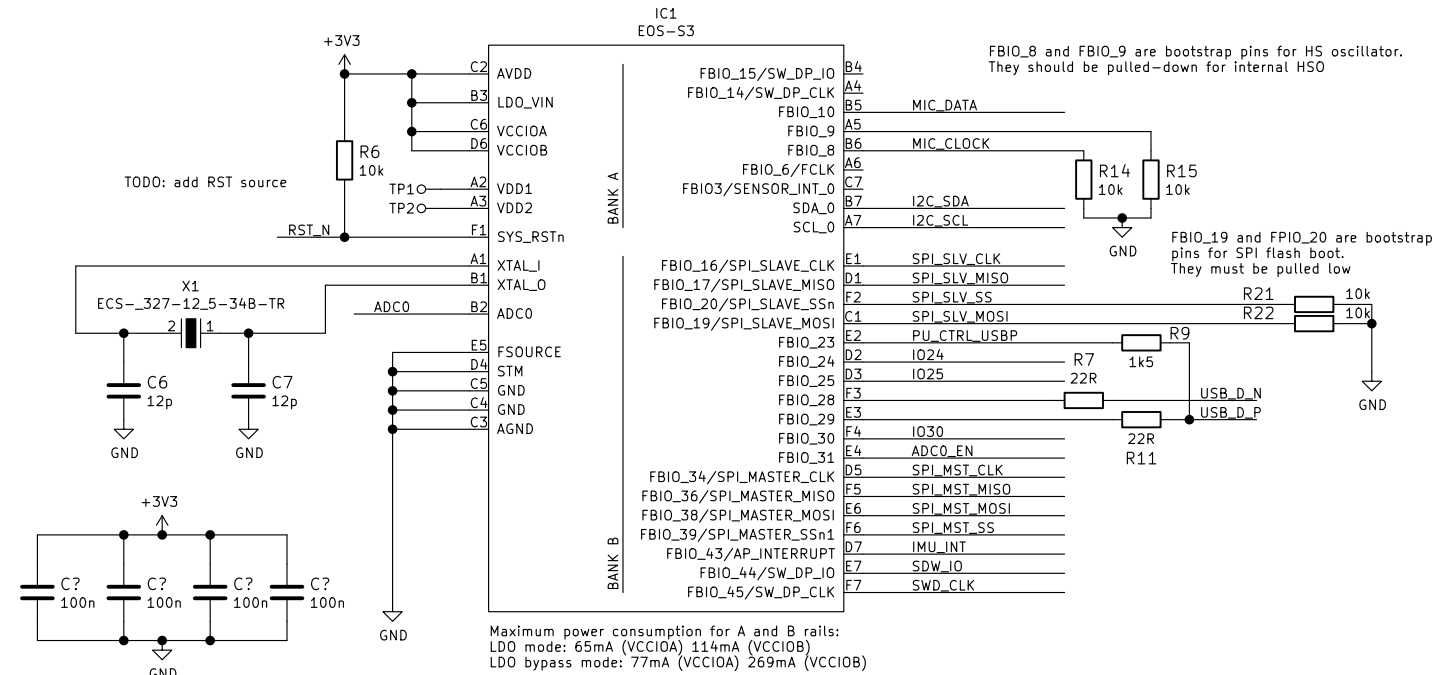 IC1
EOS-S3
+3V3
FBIO_8 and FBIO_9 are bootstrap pins for HS oscillator.
They should be pulled-down for internal HSO
C2 AVDD
B3 LDO_VIN
C6 VCCIOA
D6 VCCIOB
R6
10k
TODO: add RST source
TP1 A2 VDD1
TP2 A3 VDD2
RST_N F1 SYS_RSTn
A1 XTAL_I
B1 XTAL_O
X1
ECS-_327-12_5-34B-TR
2 1
ADC0 B2 ADC0
E5 FSOURCE
D4 STM
C5 GND
C4 GND
C3 AGND
C6
12p
C7
12p
GND
GND
BANK A
BANK B
FBIO_15/SW_DP_IO B4
FBIO_14/SW_DP_CLK A4
FBIO_10 B5 MIC_DATA
FBIO_9 A5
FBIO_8 B6 MIC_CLOCK
FBIO_6/FCLK A6
FBIO3/SENSOR_INT_0 C7
SDA_0 B7 I2C_SDA
SCL_0 A7 I2C_SCL
R14
10k
R15
10k
GND
FBIO_19 and FPIO_20 are bootstrap
pins for SPI flash boot.
They must be pulled low
FBIO_16/SPI_SLAVE_CLK E1 SPI_SLV_CLK
FBIO_17/SPI_SLAVE_MISO D1 SPI_SLV_MISO
FBIO_20/SPI_SLAVE_SSn F2 SPI_SLV_SS R21 10k
FBIO_19/SPI_SLAVE_MOSI C1 SPI_SLV_MOSI R22 10k
FBIO_23 E2 PU_CTRL_USBP R9
1k5
FBIO_24 D2 IO24
FBIO_25 D3 IO25
R7
22R
FBIO_28 F3 USB_D_N
FBIO_29 E3 USB_D_P
22R
R11
GND
FBIO_30 F4 IO30
FBIO_31 E4 ADC0_EN
FBIO_34/SPI_MASTER_CLK D5 SPI_MST_CLK
FBIO_36/SPI_MASTER_MISO F5 SPI_MST_MISO
FBIO_38/SPI_MASTER_MOSI E6 SPI_MST_MOSI
FBIO_39/SPI_MASTER_SSn1 F6 SPI_MST_SS
FBIO_43/AP_INTERRUPT D7 IMU_INT
FBIO_44/SW_DP_IO E7 SDW_IO
FBIO_45/SW_DP_CLK F7 SWD_CLK
+3V3
C? C? C? C?
100n 100n 100n 100n
GND
GND
Maximum power consumption for A and B rails:
LDO mode: 65mA (VCCIOA) 114mA (VCCIOB)
LDO bypass mode: 77mA (VCCIOA) 269mA (VCCIOB)